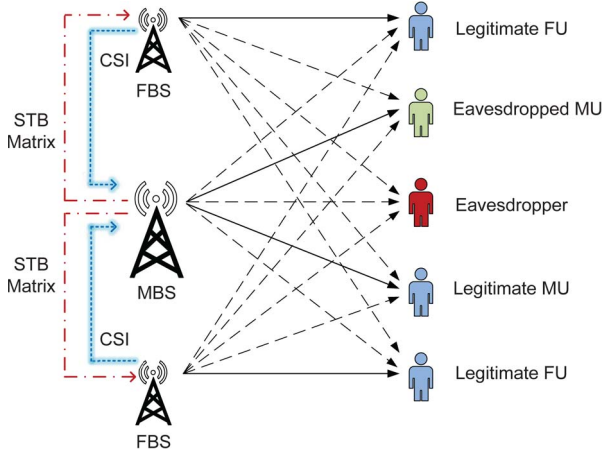 Legitimate FU
CSI
FBS
Eavesdropped MU
STB
Matrix
Eavesdropper
STB
Matrix
MBS
Legitimate MU
CSI
Legitimate FU
FBS